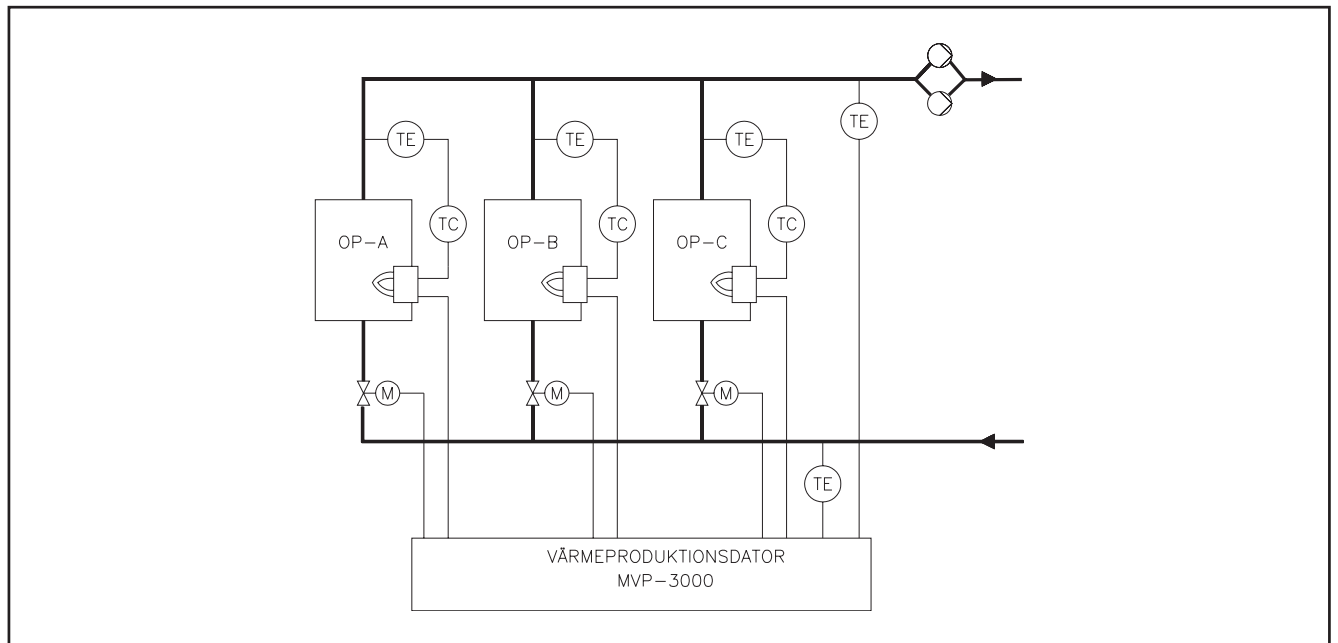 TE
TE
TE
TE
TC
TC
TC
OP-A
OP-B
OP-C
M
M
M
TE
VÄRMEPRODUKTIONSDATOR
MVP-3000